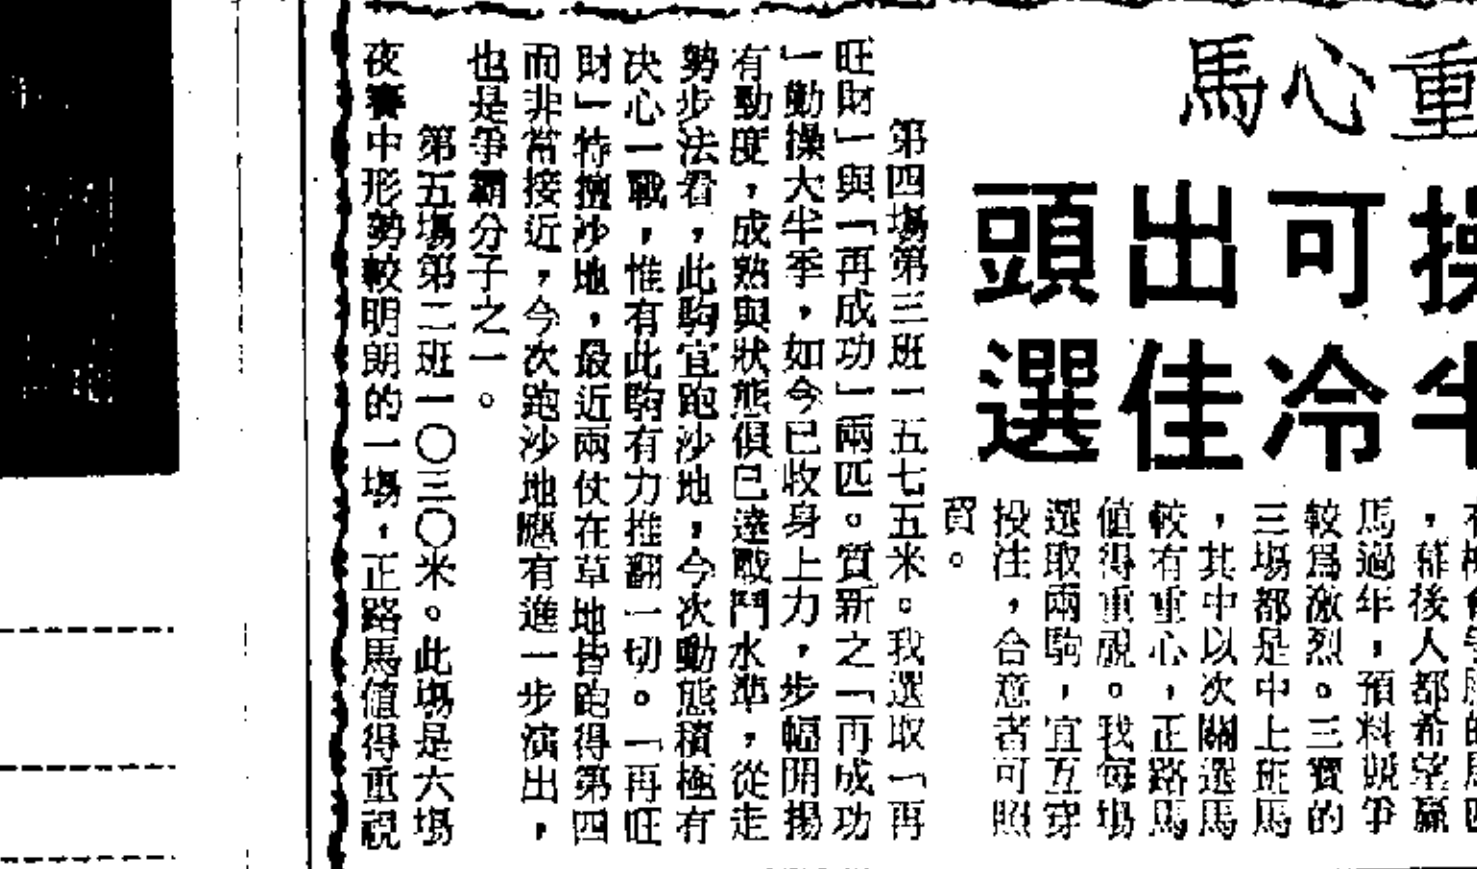 重心馬
操可出頭
半冷佳選
馬過年，預料競爭
較為激烈。三寶的
三場都是中上班馬
，其中以次關選馬
較有重心，正路馬
值得重視。我每場
選取兩駒，宜互穿
投注，合意者可照
買。
第四場第三班一五七五米。我選取「再
旺財」與「再成功」兩匹。質新之「再成功
」勤操大半季，如今已收身上力，步幅開揚
有勁度，成熟與狀態俱已達戰鬥水準，從走
勢步法看，此駒宜跑沙地，今次動態積極有
決心一戰，惟有此駒有力推翻一切。「再旺
財」特擅沙地，最近兩仗在草地皆跑得第四
而非常接近，今次跑沙地應有進一步演出，
也是爭霸分子之一。
第五場第二班一〇三〇米。此場是六場
夜賽中形勢較明朗的一場，正路馬值得重視